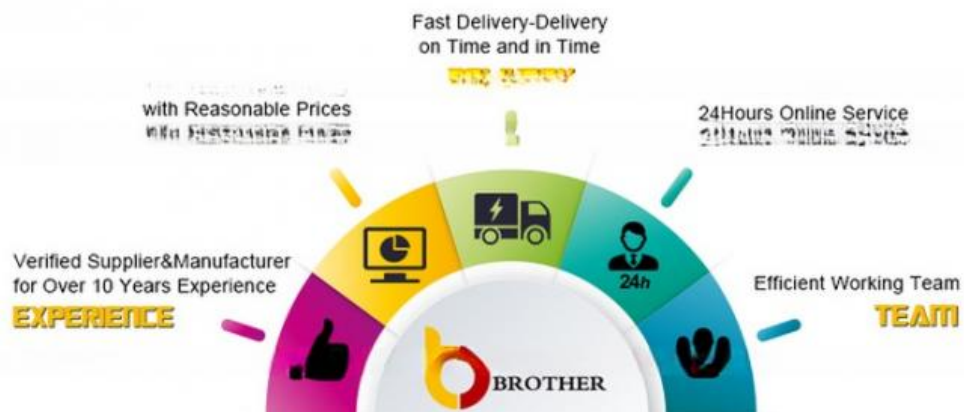 Fast Delivery-Delivery
on Time and in Time
with Reasonable Prices
24Hours Online Service
Verified Supplier&Manufacturer
for Over 10 Years Experience
EXPERIENCE
Efficient Working Team
TEAM
24h
BROTHER